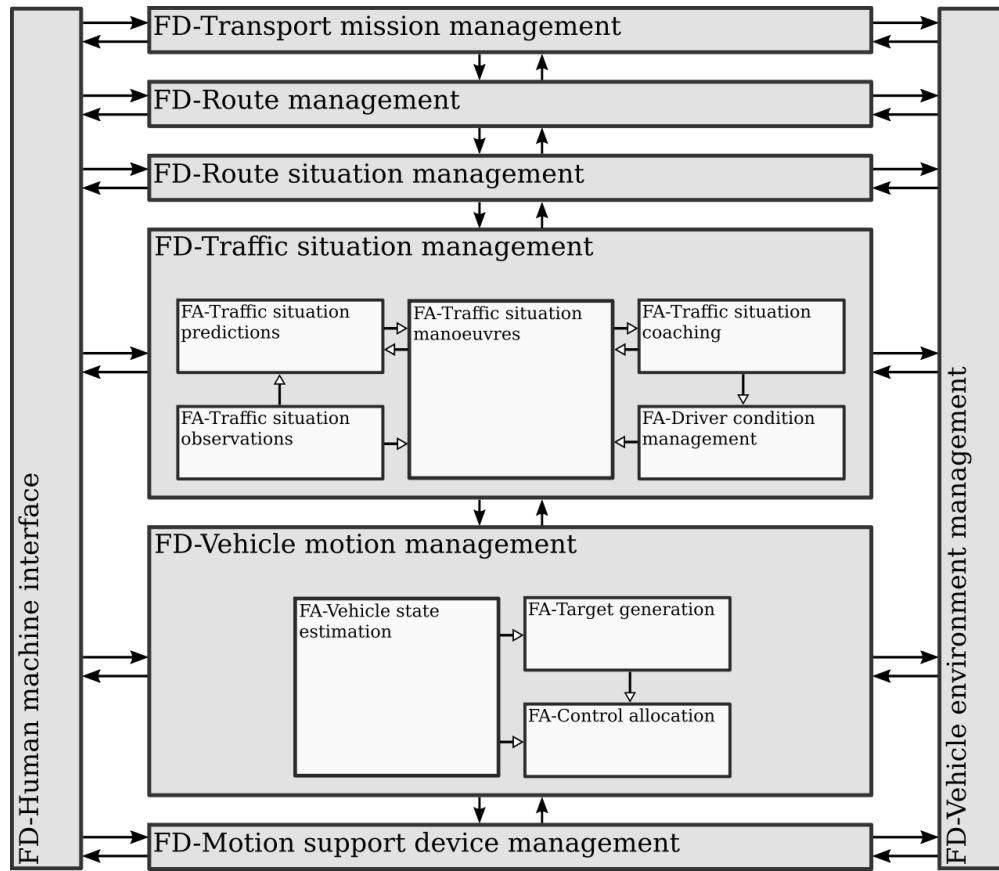 FD-Transport mission management
FD-Route management
FD-Route situation management
FD-Traffic situation management
FA-Traffic situation
predictions
FA-Traffic situation
manoeuvres
FA-Traffic situation
coaching
FA-Traffic situation
observations
FA-Driver condition
management
FD-Vehicle motion management
FA-Vehicle state
estimation
FA-Target generation
FA-Control allocation
FD-Motion support device management
FD-Human machine interface
FD-Vehicle environment management